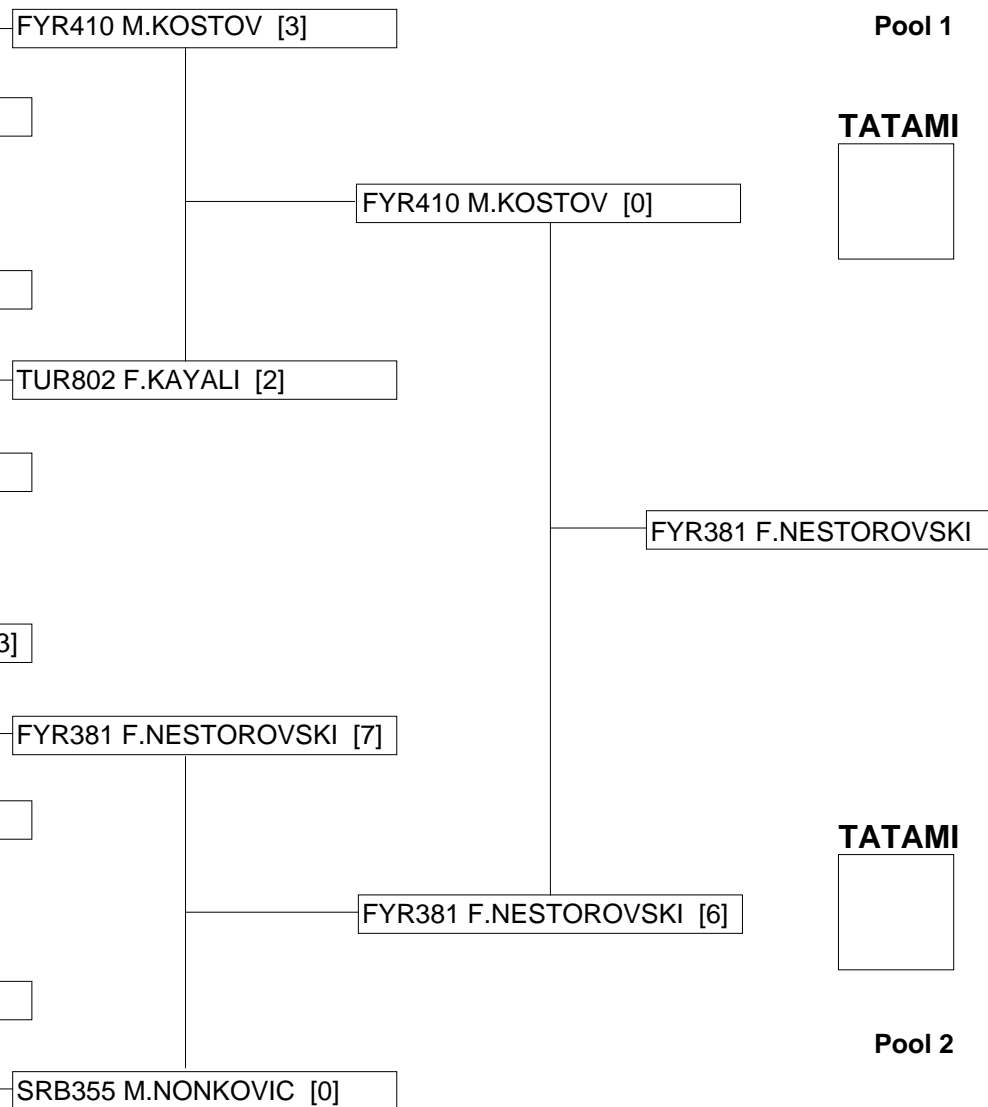 FYR410 M.KOSTOV [3]
Pool 1
TATAMI
FYR410 M.KOSTOV [0]
TUR802 F.KAYALI [2]
FYR381 F.NESTOROVSKI
3]
FYR381 F.NESTOROVSKI [7]
TATAMI
FYR381 F.NESTOROVSKI [6]
Pool 2
SRB355 M.NONKOVIC [0]